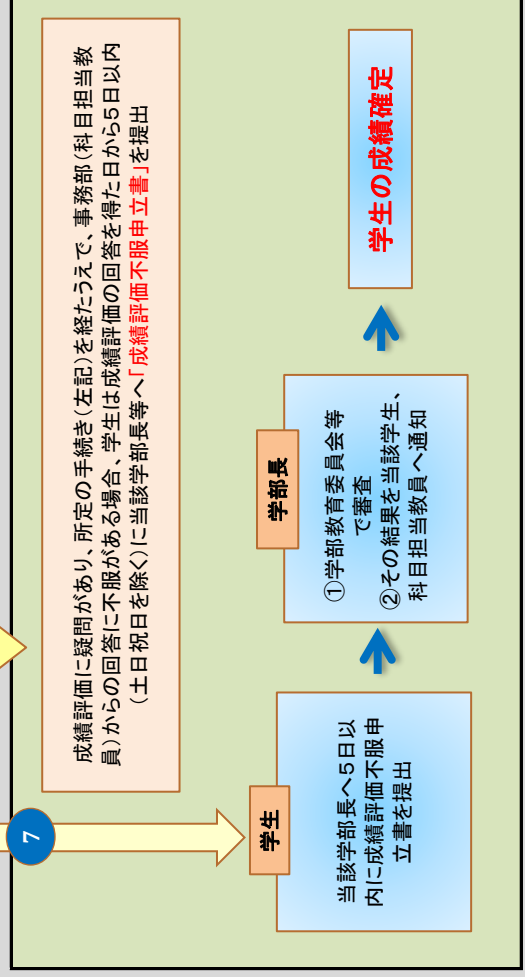 7
成績評価に疑問があり、所定の手続き(左記)を経たうえで、事務部(科目担当教
員)からの回答に不服がある場合、学生は成績評価の回答を得た日から5日以内
(土日祝日を除く)に当該学部長等へ「成績評価不服申立書」を提出
学生
当該学部長へ5日以
内に成績評価不服申
立書を提出
学部長
①学部教育委員会等
で審査
②その結果を当該学生、
科目担当教員へ通知
学生の成績確定